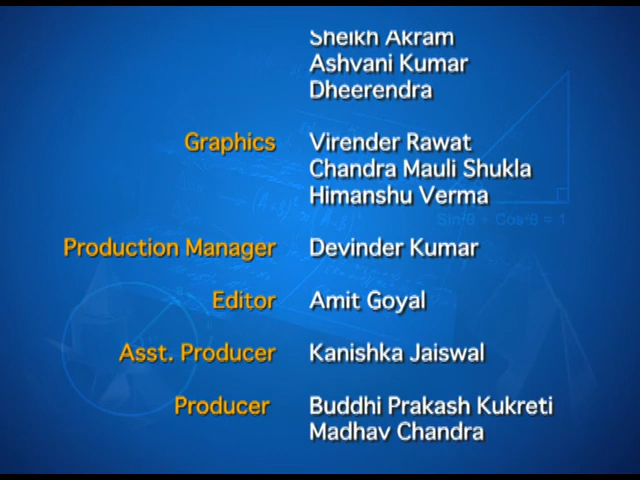 Sheikh Akram
Ashvani Kumar
Dheerendra
Graphics Virender Rawat
Chandra Mauli Shukla
Himanshu Verma
Sin²θ + Cos²θ = 1
Production Manager Devinder Kumar
Editor Amit Goyal
Asst. Producer Kanishka Jaiswal
Producer Buddhi Prakash Kukreti
Madhav Chandra